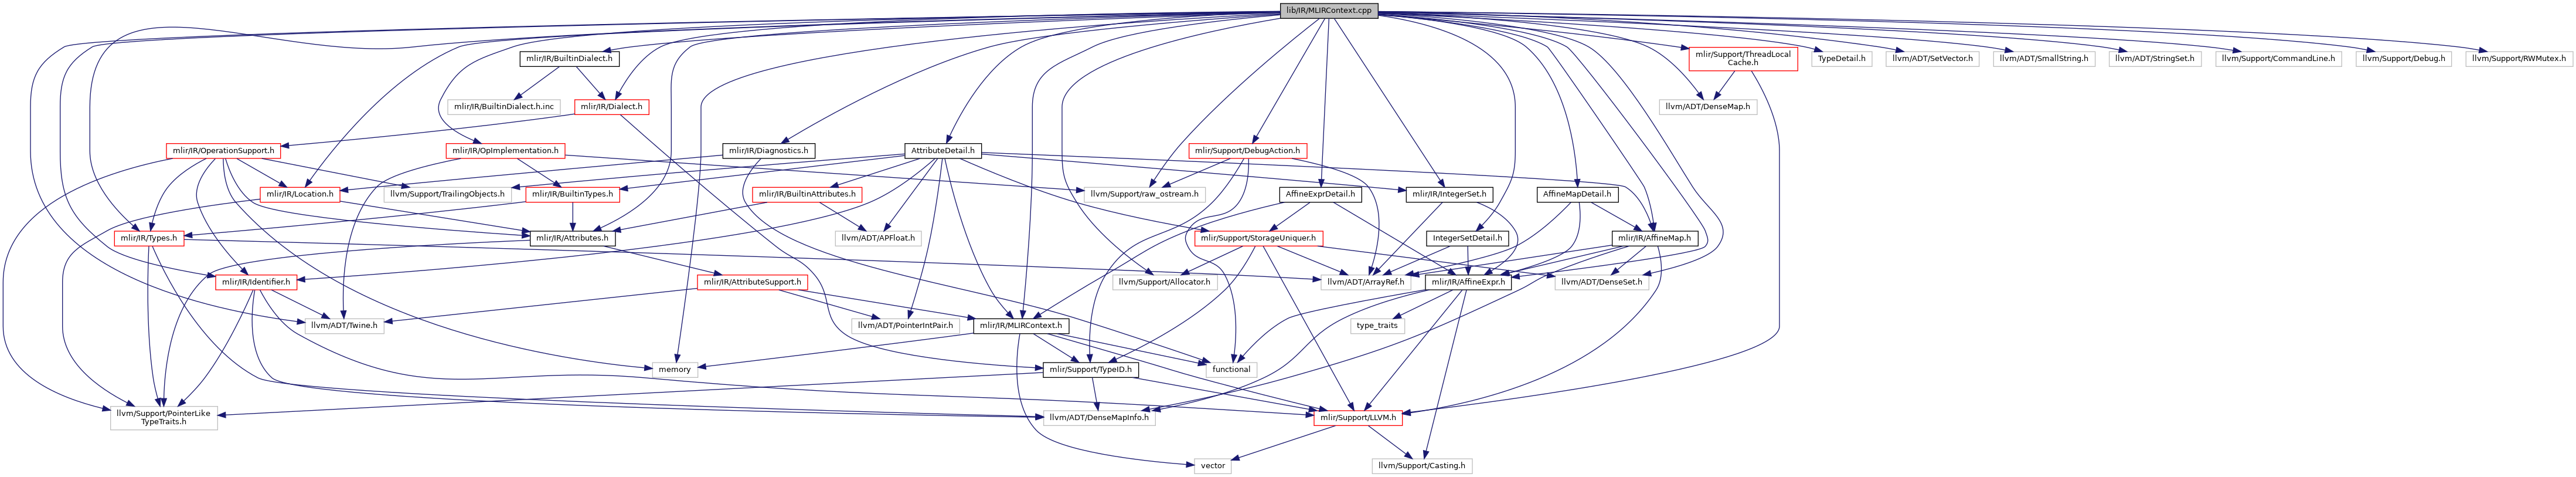 lib/IR/MLIRContext.cpp
mlir/IR/BuiltinDialect.h
mlir/Support/ThreadLocal
Cache.h
TypeDetail.h
llvm/ADT/SetVector.h
llvm/ADT/SmallString.h
llvm/ADT/StringSet.h
llvm/Support/CommandLine.h
llvm/Support/Debug.h
llvm/Support/RWMutex.h
mlir/IR/BuiltinDialect.h.inc
mlir/IR/Dialect.h
llvm/ADT/DenseMap.h
mlir/IR/OperationSupport.h
mlir/IR/OpImplementation.h
mlir/IR/Diagnostics.h
AttributeDetail.h
mlir/Support/DebugAction.h
mlir/IR/Location.h
llvm/Support/TrailingObjects.h
mlir/IR/BuiltinTypes.h
mlir/IR/BuiltinAttributes.h
llvm/Support/raw_ostream.h
AffineExprDetail.h
mlir/IR/IntegerSet.h
AffineMapDetail.h
mlir/IR/Types.h
mlir/IR/Attributes.h
llvm/ADT/APFloat.h
mlir/Support/StorageUniquer.h
IntegerSetDetail.h
mlir/IR/AffineMap.h
mlir/IR/Identifier.h
mlir/IR/AttributeSupport.h
llvm/Support/Allocator.h
llvm/ADT/ArrayRef.h
mlir/IR/AffineExpr.h
llvm/ADT/DenseSet.h
llvm/ADT/Twine.h
llvm/ADT/PointerIntPair.h
mlir/IR/MLIRContext.h
type_traits
memory
mlir/Support/TypeID.h
functional
llvm/Support/PointerLike
TypeTraits.h
llvm/ADT/DenseMapInfo.h
mlir/Support/LLVM.h
vector
llvm/Support/Casting.h